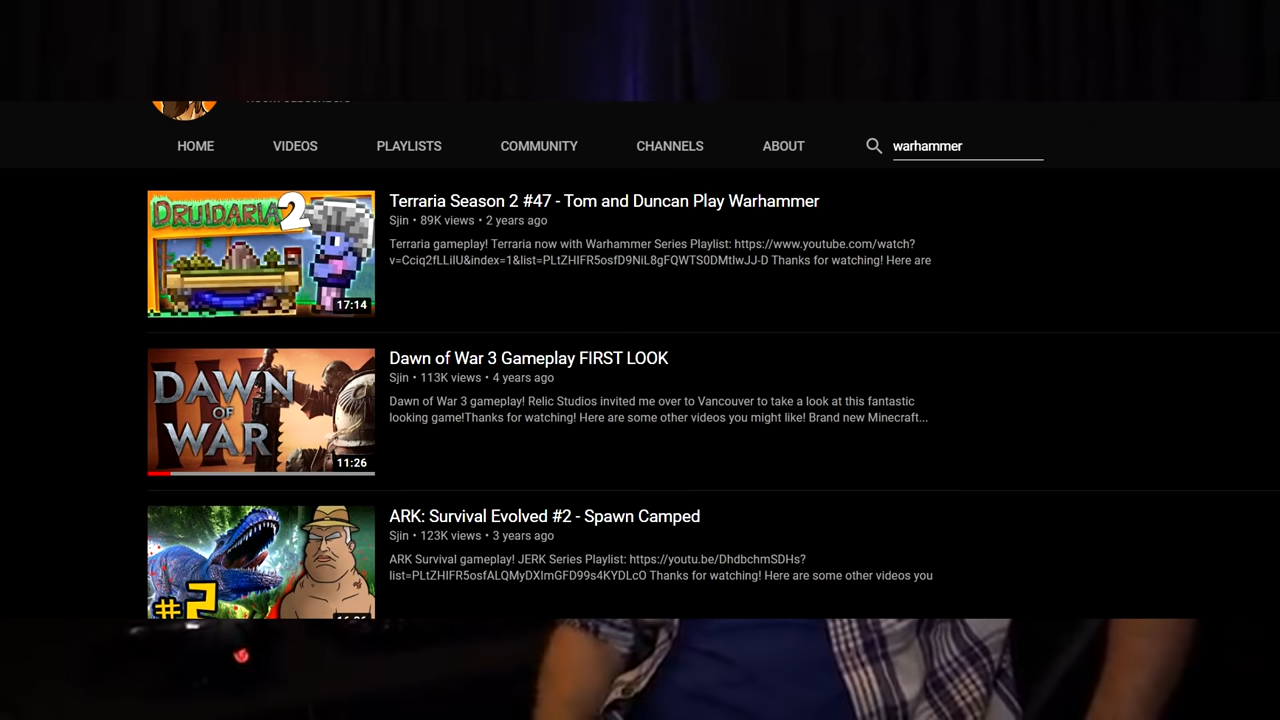 HOME VIDEOS PLAYLISTS COMMUNITY CHANNELS ABOUT warhammer
DRUIDARIA 2
17:14
Terraria Season 2 #47 - Tom and Duncan Play Warhammer
Sjin • 89K views • 2 years ago
Terraria gameplay! Terraria now with Warhammer Series Playlist: https://www.youtube.com/watch?
v=Cciq2fLLilU&index=1&list=PLtZHIFR5osfD9NiL8gFQWTS0DMtIwJJ-D Thanks for watching! Here are
DAWN
OF
WAR
11:26
Dawn of War 3 Gameplay FIRST LOOK
Sjin • 113K views • 4 years ago
Dawn of War 3 gameplay! Relic Studios invited me over to Vancouver to take a look at this fantastic
looking game!Thanks for watching! Here are some other videos you might like! Brand new Minecraft...
#2
ARK: Survival Evolved #2 - Spawn Camped
Sjin • 123K views • 3 years ago
ARK Survival gameplay! JERK Series Playlist: https://youtu.be/DhdbchmSDHs?
list=PLtZHIFR5osfALQMyDXImGFD99s4KYDLcO Thanks for watching! Here are some other videos you